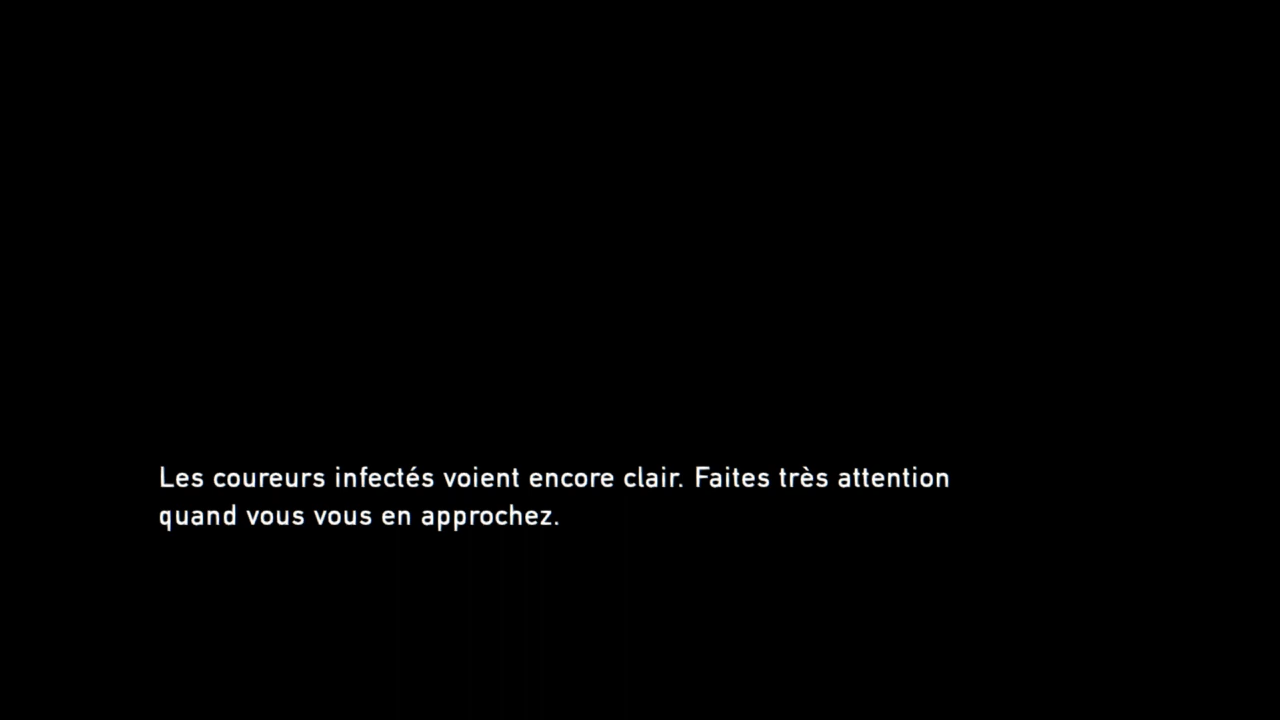 Les coureurs infectés voient encore clair. Faites très attention
quand vous vous en approchez.